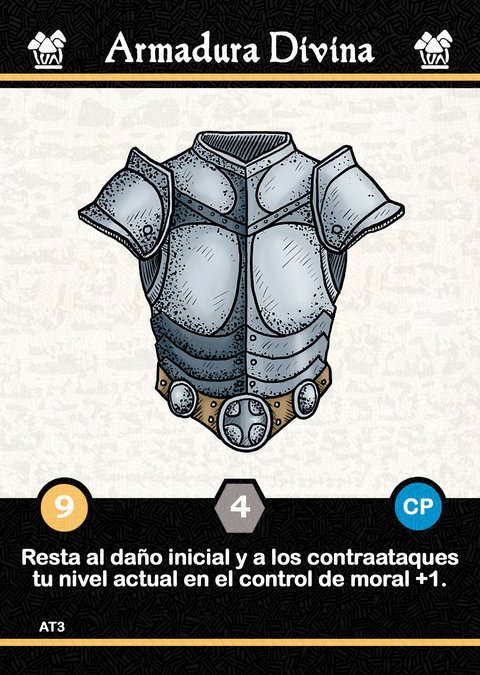 Armadura Divina
9 4 CP
Resta al daño inicial y a los contraataques
tu nivel actual en el control de moral +1.
AT3